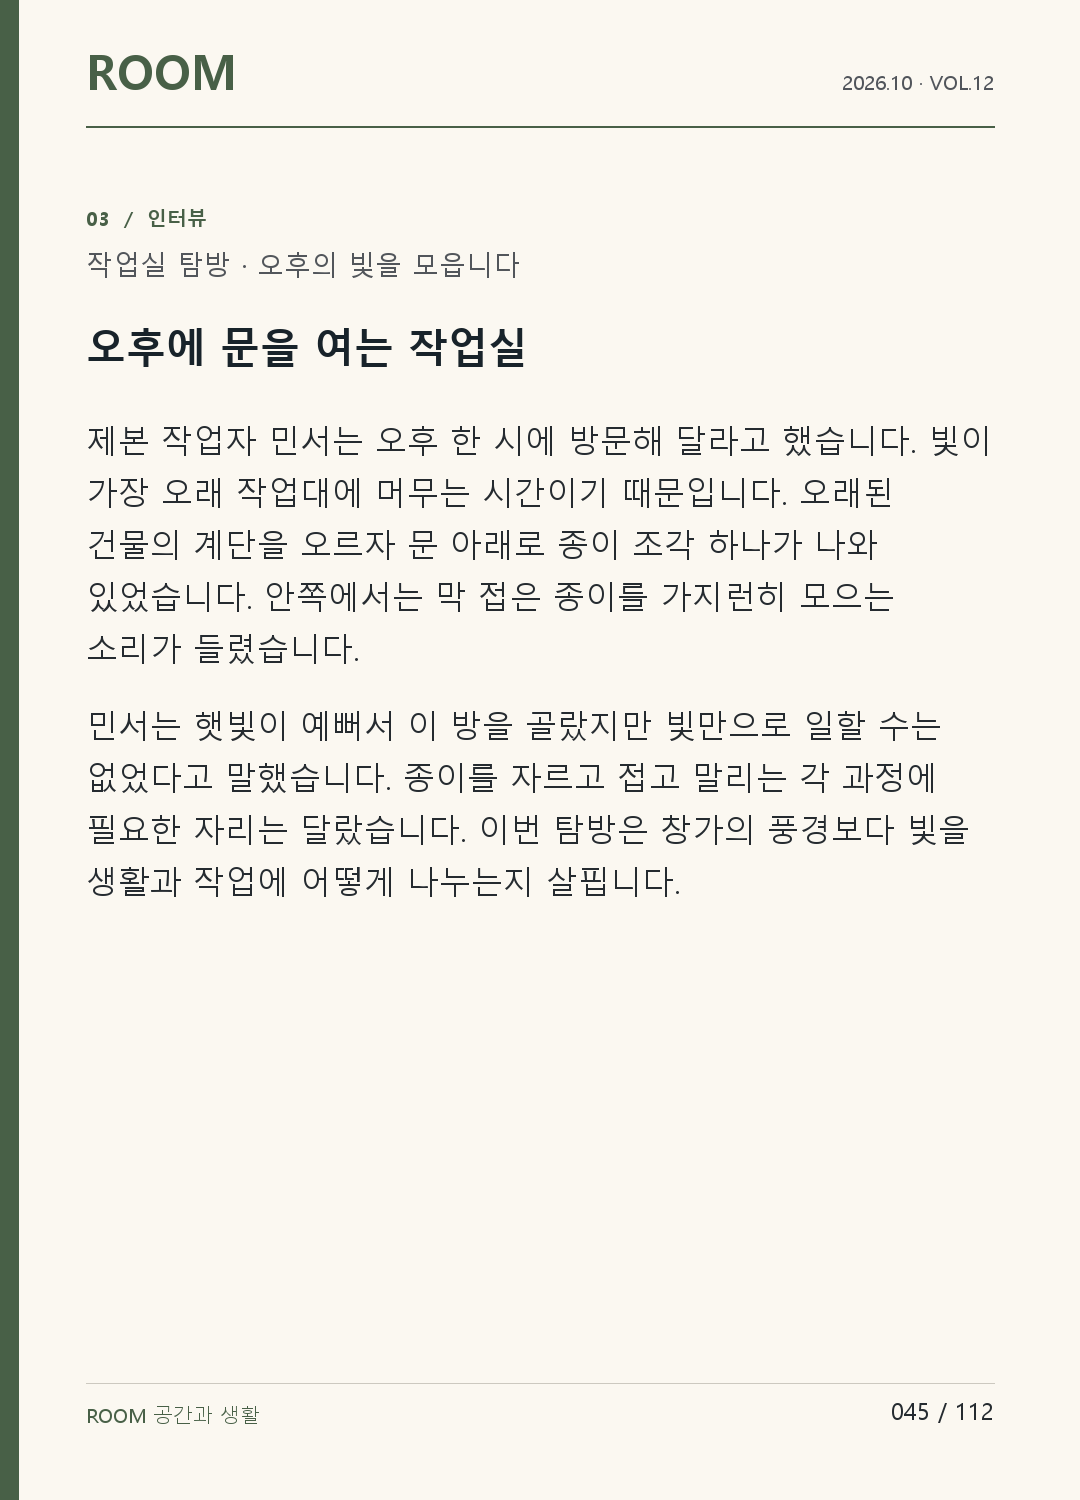 ROOM
2026.10 · VOL.12
03 / 인터뷰
작업실 탐방 · 오후의 빛을 모읍니다
오후에 문을 여는 작업실
제본 작업자 민서는 오후 한 시에 방문해 달라고 했습니다. 빛이
가장 오래 작업대에 머무는 시간이기 때문입니다. 오래된
건물의 계단을 오르자 문 아래로 종이 조각 하나가 나와
있었습니다. 안쪽에서는 막 접은 종이를 가지런히 모으는
소리가 들렸습니다.
민서는 햇빛이 예뻐서 이 방을 골랐지만 빛만으로 일할 수는
없었다고 말했습니다. 종이를 자르고 접고 말리는 각 과정에
필요한 자리는 달랐습니다. 이번 탐방은 창가의 풍경보다 빛을
생활과 작업에 어떻게 나누는지 살핍니다.
ROOM 공간과 생활
045 / 112